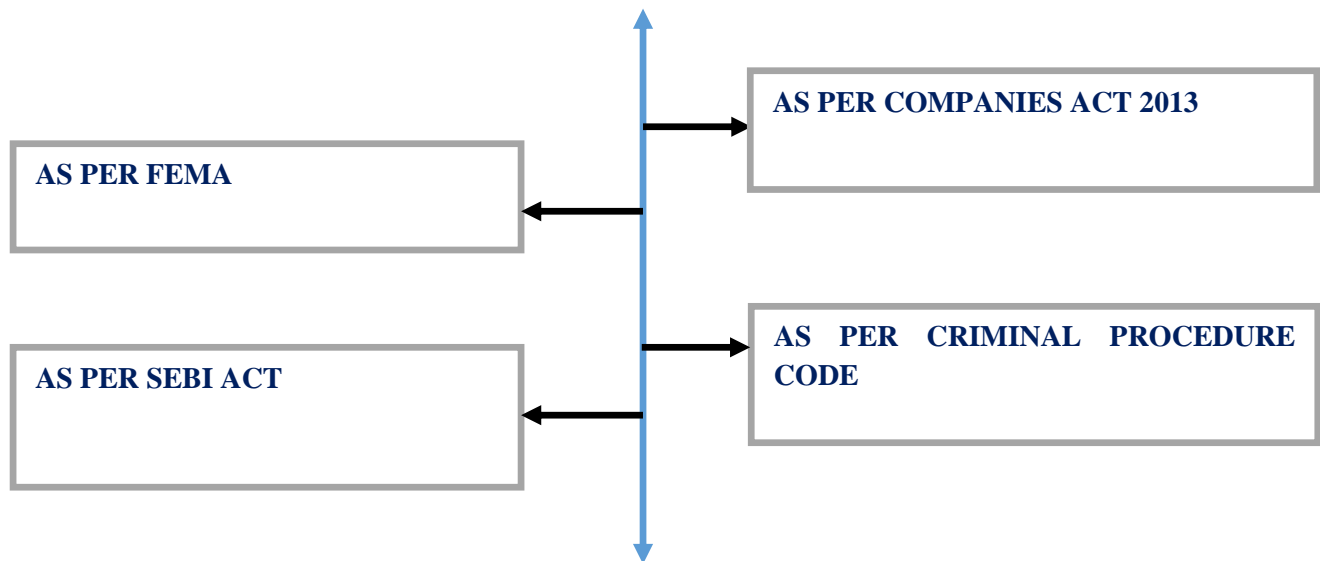 AS PER COMPANIES ACT 2013
AS PER FEMA
AS PER CRIMINAL PROCEDURE
CODE
AS PER SEBI ACT